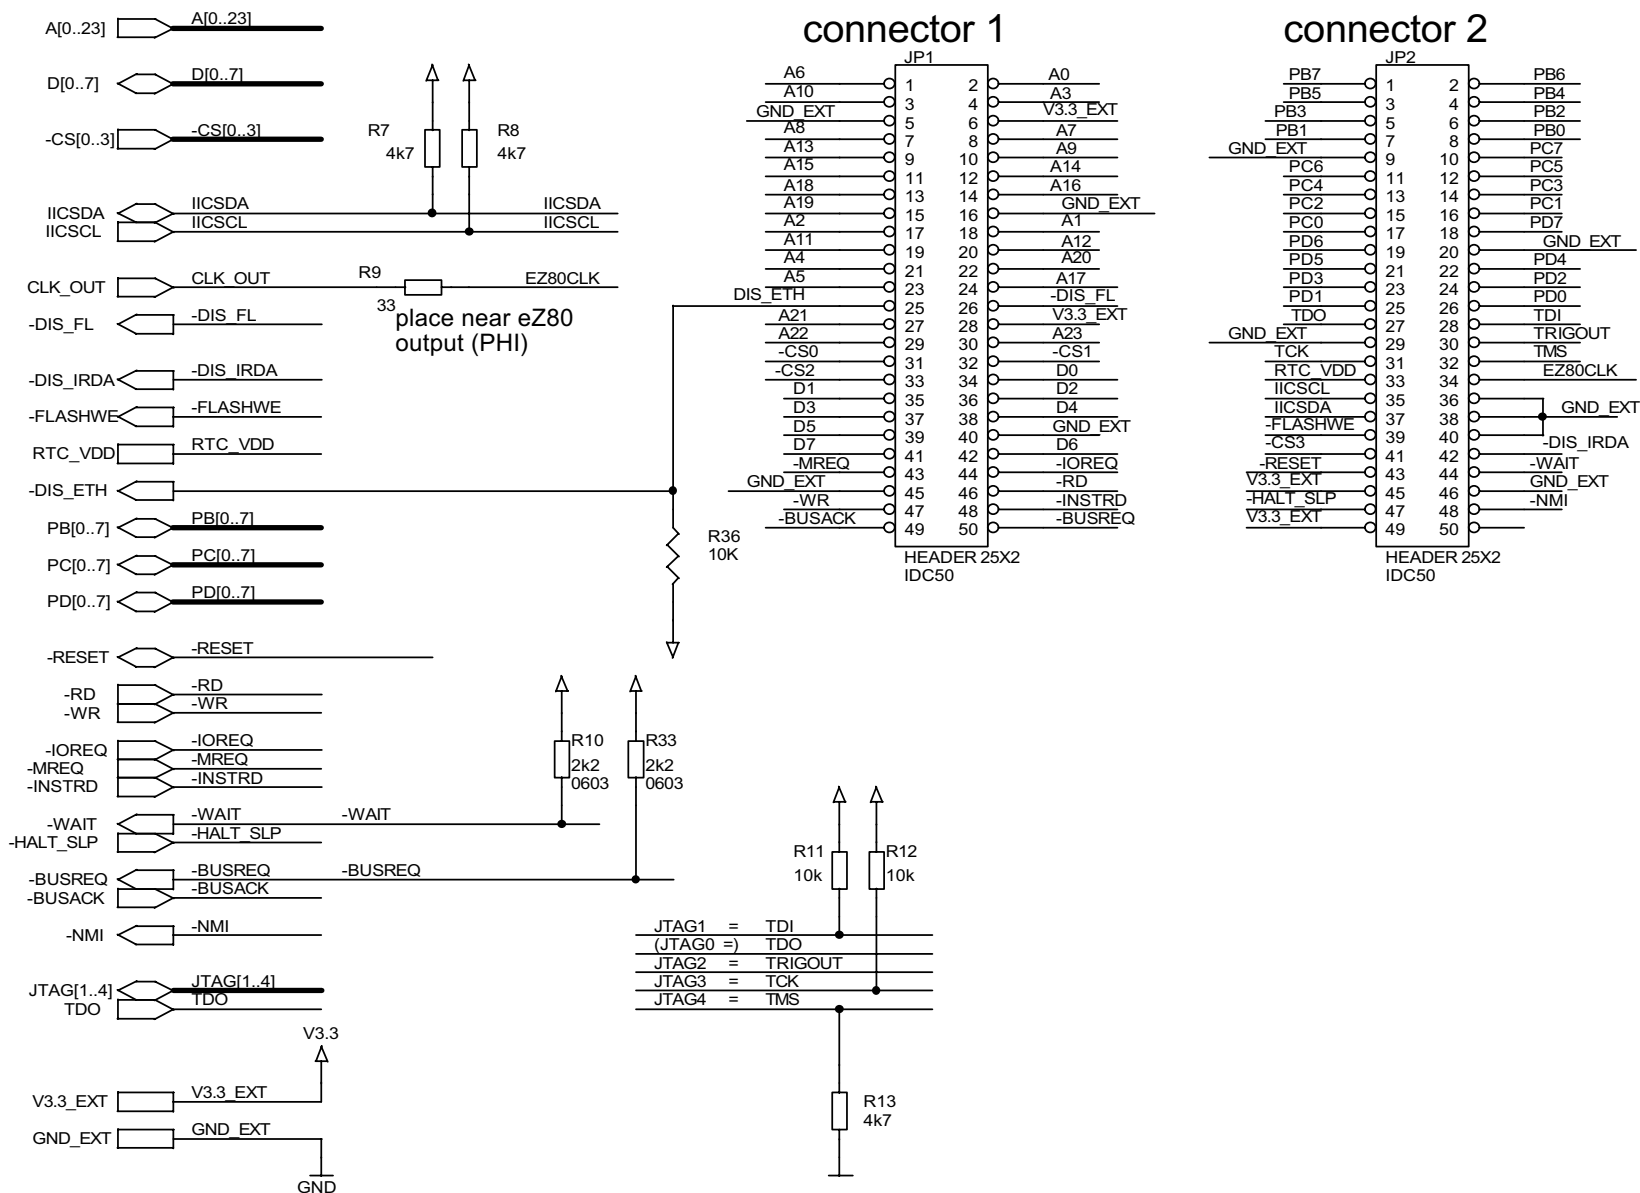 A[0..23] A[0..23]
D[0..7] D[0..7]
-CS[0..3] -CS[0..3]
R7
4k7
R8
4k7
IICSDA IICSDA IICSDA
IICSCL IICSCL IICSCL
CLK_OUT CLK_OUT R9 EZ80CLK
33
place near eZ80
output (PHI)
-DIS_FL -DIS_FL
-DIS_IRDA -DIS_IRDA
-FLASHWE -FLASHWE
RTC_VDD RTC_VDD
-DIS_ETH
PB[0..7] PB[0..7]
PC[0..7] PC[0..7]
PD[0..7] PD[0..7]
R36
10K
-RESET -RESET
-RD -RD
-WR -WR
-IOREQ -IOREQ
-MREQ -MREQ
-INSTRD -INSTRD
R10
2k2
0603
R33
2k2
0603
-WAIT -WAIT -WAIT
-HALT_SLP -HALT_SLP
-BUSREQ -BUSREQ -BUSREQ
-BUSACK -BUSACK
-NMI -NMI
JTAG[1..4] JTAG[1..4]
TDO TDO
V3.3
V3.3_EXT V3.3_EXT
GND_EXT GND_EXT
GND
R11
10k
R12
10k
JTAG1 = TDI
(JTAG0 =) TDO
JTAG2 = TRIGOUT
JTAG3 = TCK
JTAG4 = TMS
R13
4k7
connector 1
JP1
A6 1 2 A0
A10 3 4 A3
GND_EXT 5 6 V3.3_EXT
A8 7 8 A7
A13 9 10 A9
A15 11 12 A14
A18 13 14 A16
A19 15 16 GND_EXT
A2 17 18 A1
A11 19 20 A12
A4 21 22 A20
A5 23 24 A17
DIS_ETH 25 26 -DIS_FL
A21 27 28 V3.3_EXT
A22 29 30 A23
-CS0 31 32 -CS1
-CS2 33 34 D0
D1 35 36 D2
D3 37 38 D4
D5 39 40 GND_EXT
D7 41 42 D6
-MREQ 43 44 -IOREQ
GND_EXT 45 46 -RD
-WR 47 48 -INSTRD
-BUSACK 49 50 -BUSREQ
HEADER 25X2
IDC50
connector 2
JP2
PB7 1 2 PB6
PB5 3 4 PB4
PB3 5 6 PB2
PB1 7 8 PB0
GND_EXT 9 10 PC7
PC6 11 12 PC5
PC4 13 14 PC3
PC2 15 16 PC1
PC0 17 18 PD7
PD6 19 20 GND_EXT
PD5 21 22 PD4
PD3 23 24 PD2
PD1 25 26 PD0
TDO 27 28 TDI
GND_EXT 29 30 TRIGOUT
TCK 31 32 TMS
RTC_VDD 33 34 EZ80CLK
IICSCL 35 36
IICSDA 37 38 GND_EXT
-FLASHWE 39 40
-CS3 41 42 -DIS_IRDA
-RESET 43 44 -WAIT
V3.3_EXT 45 46 GND_EXT
-HALT_SLP 47 48 -NMI
V3.3_EXT 49 50
HEADER 25X2
IDC50